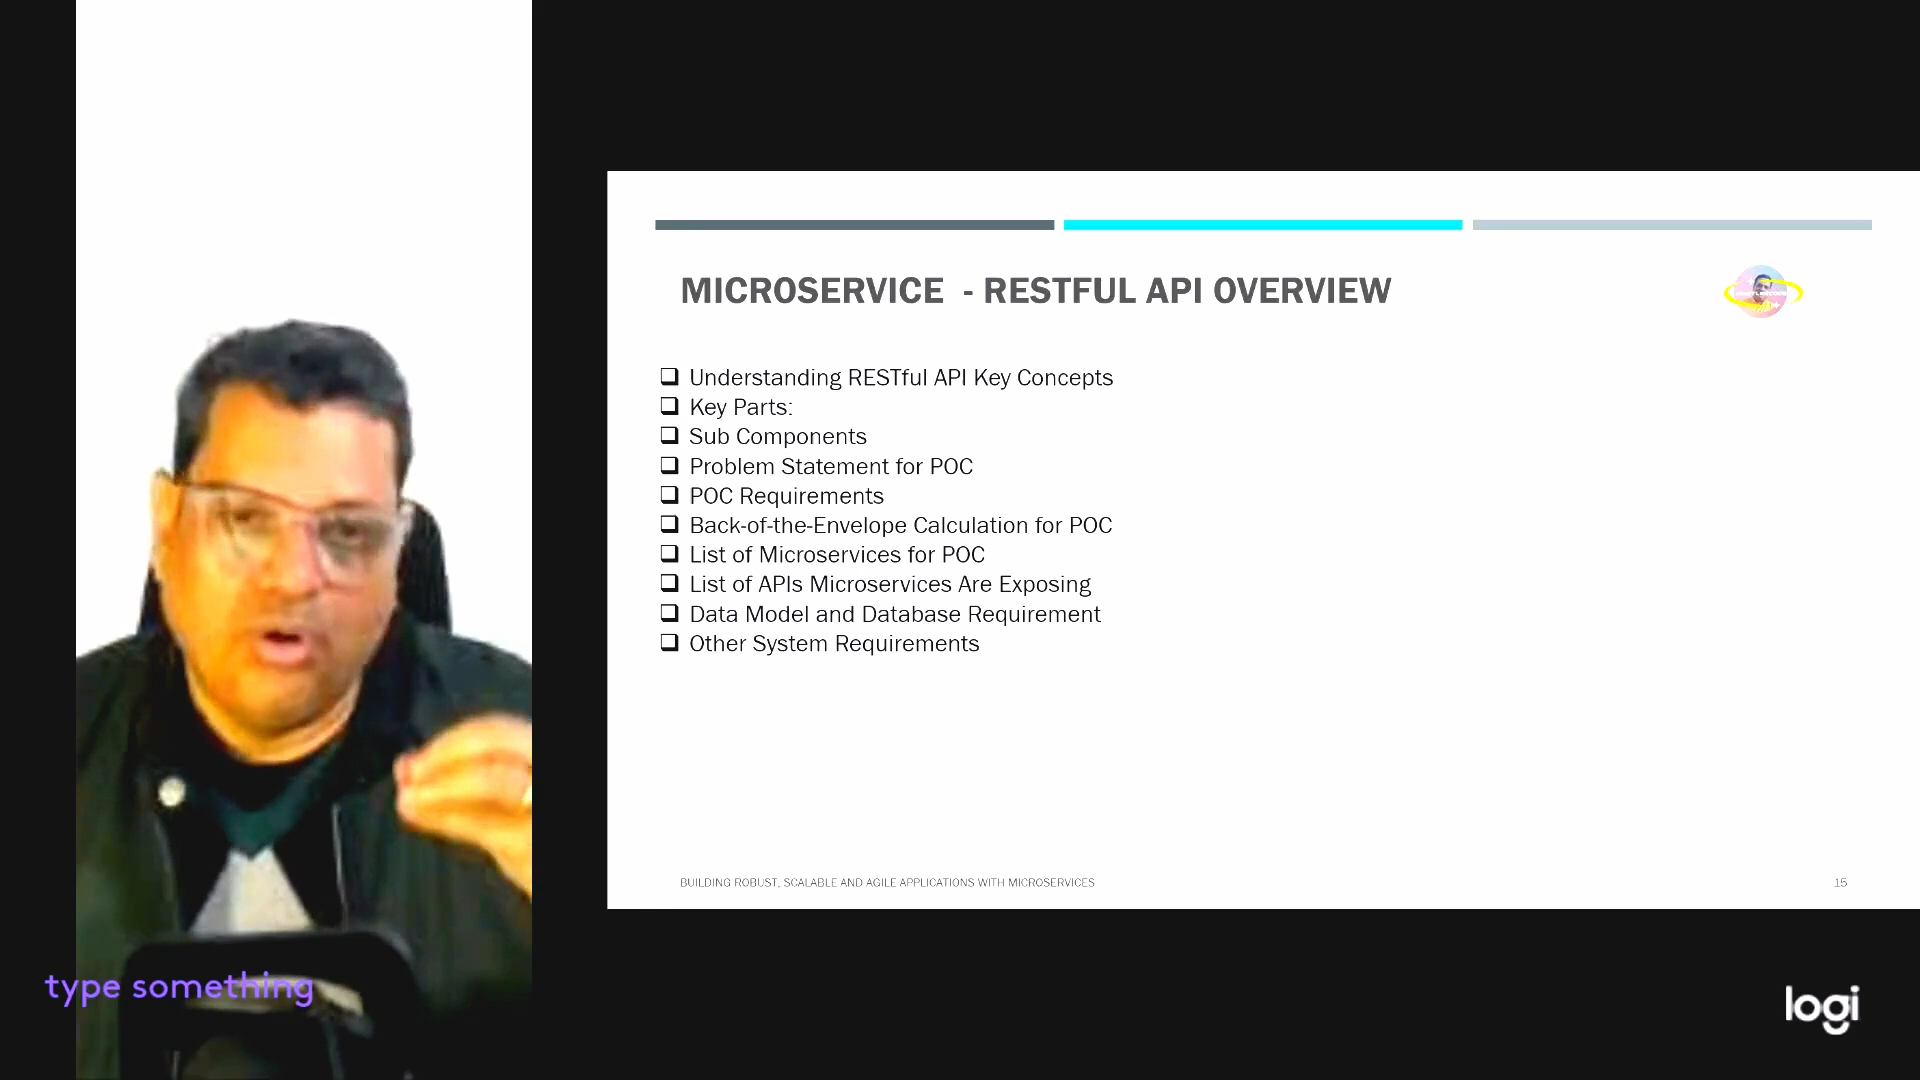 MICROSERVICE - RESTFUL API OVERVIEW
Understanding RESTful API Key Concepts
Key Parts:
Sub Components
Problem Statement for POC
POC Requirements
Back-of-the-Envelope Calculation for POC
List of Microservices for POC
List of APIs Microservices Are Exposing
Data Model and Database Requirement
Other System Requirements
BUILDING ROBUST, SCALABLE AND AGILE APPLICATIONS WITH MICROSERVICES
15
type something
logi